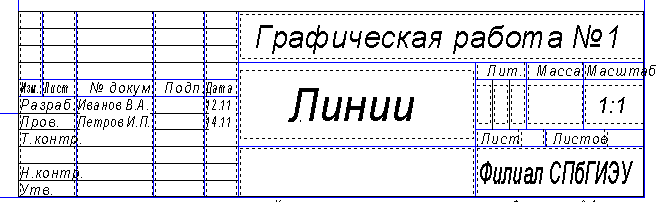 Графическая работа №1
Лит. Масса Масштаб
Изм. Лист № докум. Подп. Дата
Линии
1:1
Разраб. Иванов В.А. 12.11
Пров. Петров И.П. 14.11
Т.контр.
Лист Листов
Филиал СПбГИЭУ
Н.контр.
Утв.